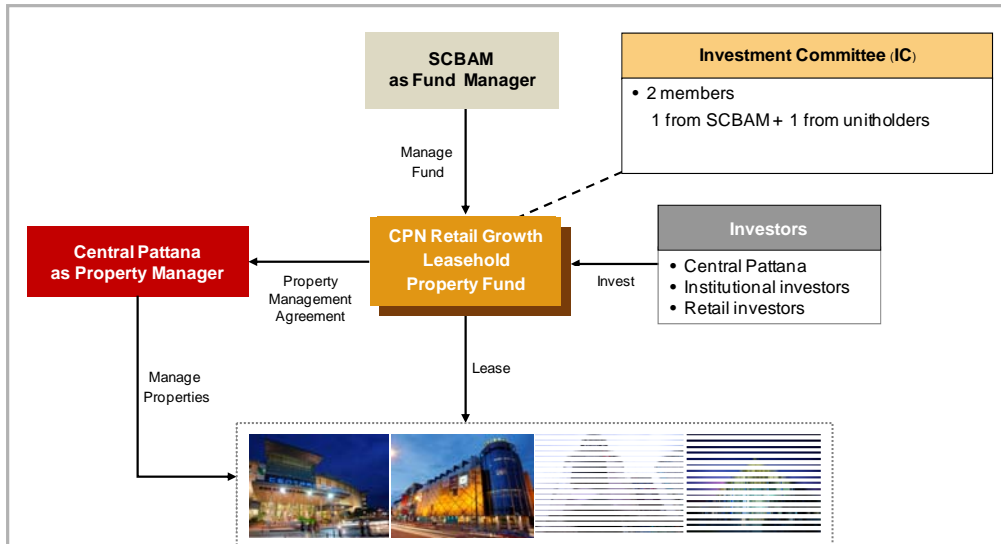 SCBAM
as Fund Manager
Investment Committee (IC)
• 2 members
1 from SCBAM + 1 from unitholders
Manage
Fund
Central Pattana
as Property Manager
Property
Management
Agreement
CPN Retail Growth
Leasehold
Property Fund
Invest
Investors
• Central Pattana
• Institutional investors
• Retail investors
Manage
Properties
Lease